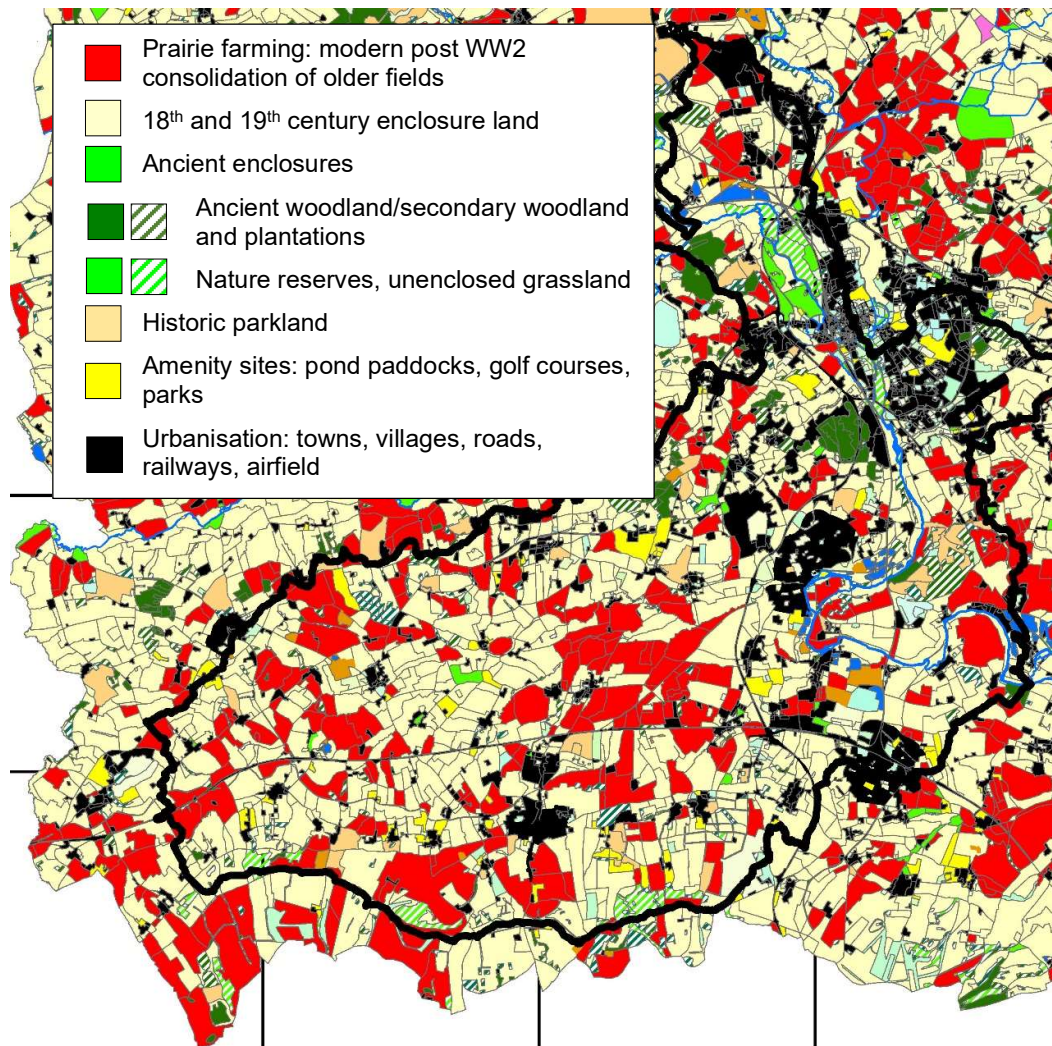 Prairie farming: modern post WW2
consolidation of older fields
18th and 19th century enclosure land
Ancient enclosures
Ancient woodland/secondary woodland
and plantations
Nature reserves, unenclosed grassland
Historic parkland
Amenity sites: pond paddocks, golf courses,
parks
Urbanisation: towns, villages, roads,
railways, airfield